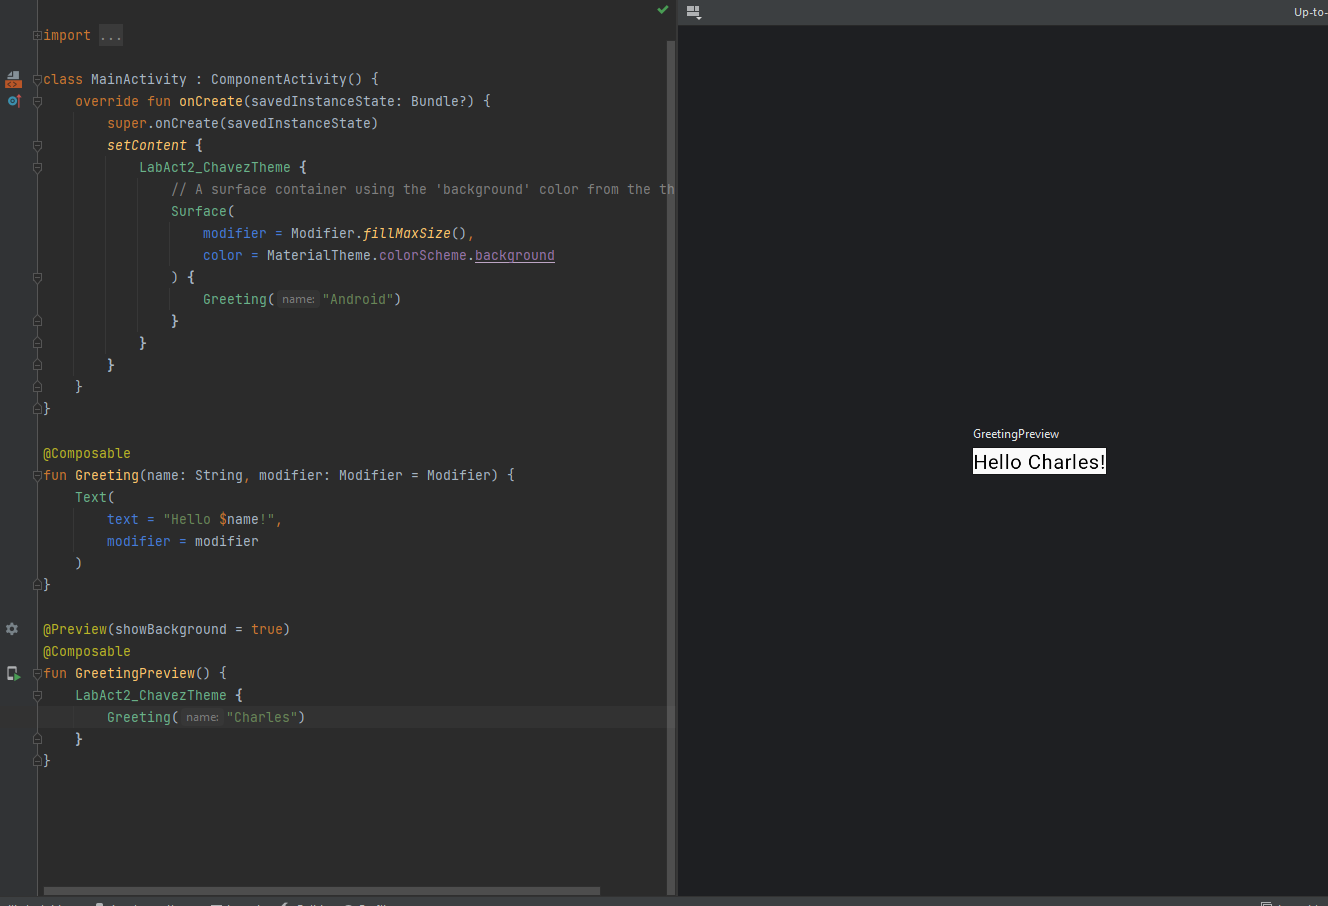 Up-to-
import ...
class MainActivity : ComponentActivity() {
override fun onCreate(savedInstanceState: Bundle?) {
super.onCreate(savedInstanceState)
setContent {
LabAct2_ChavezTheme {
// A surface container using the 'background' color from the th
Surface(
modifier = Modifier.fillMaxSize(),
color = MaterialTheme.colorScheme.background
) {
Greeting( name: "Android")
}
}
}
}
}
@Composable
fun Greeting(name: String, modifier: Modifier = Modifier) {
Text(
text = "Hello $name!",
modifier = modifier
)
}
@Preview(showBackground = true)
@Composable
fun GreetingPreview() {
LabAct2_ChavezTheme {
Greeting( name: "Charles")
}
}
GreetingPreview
Hello Charles!